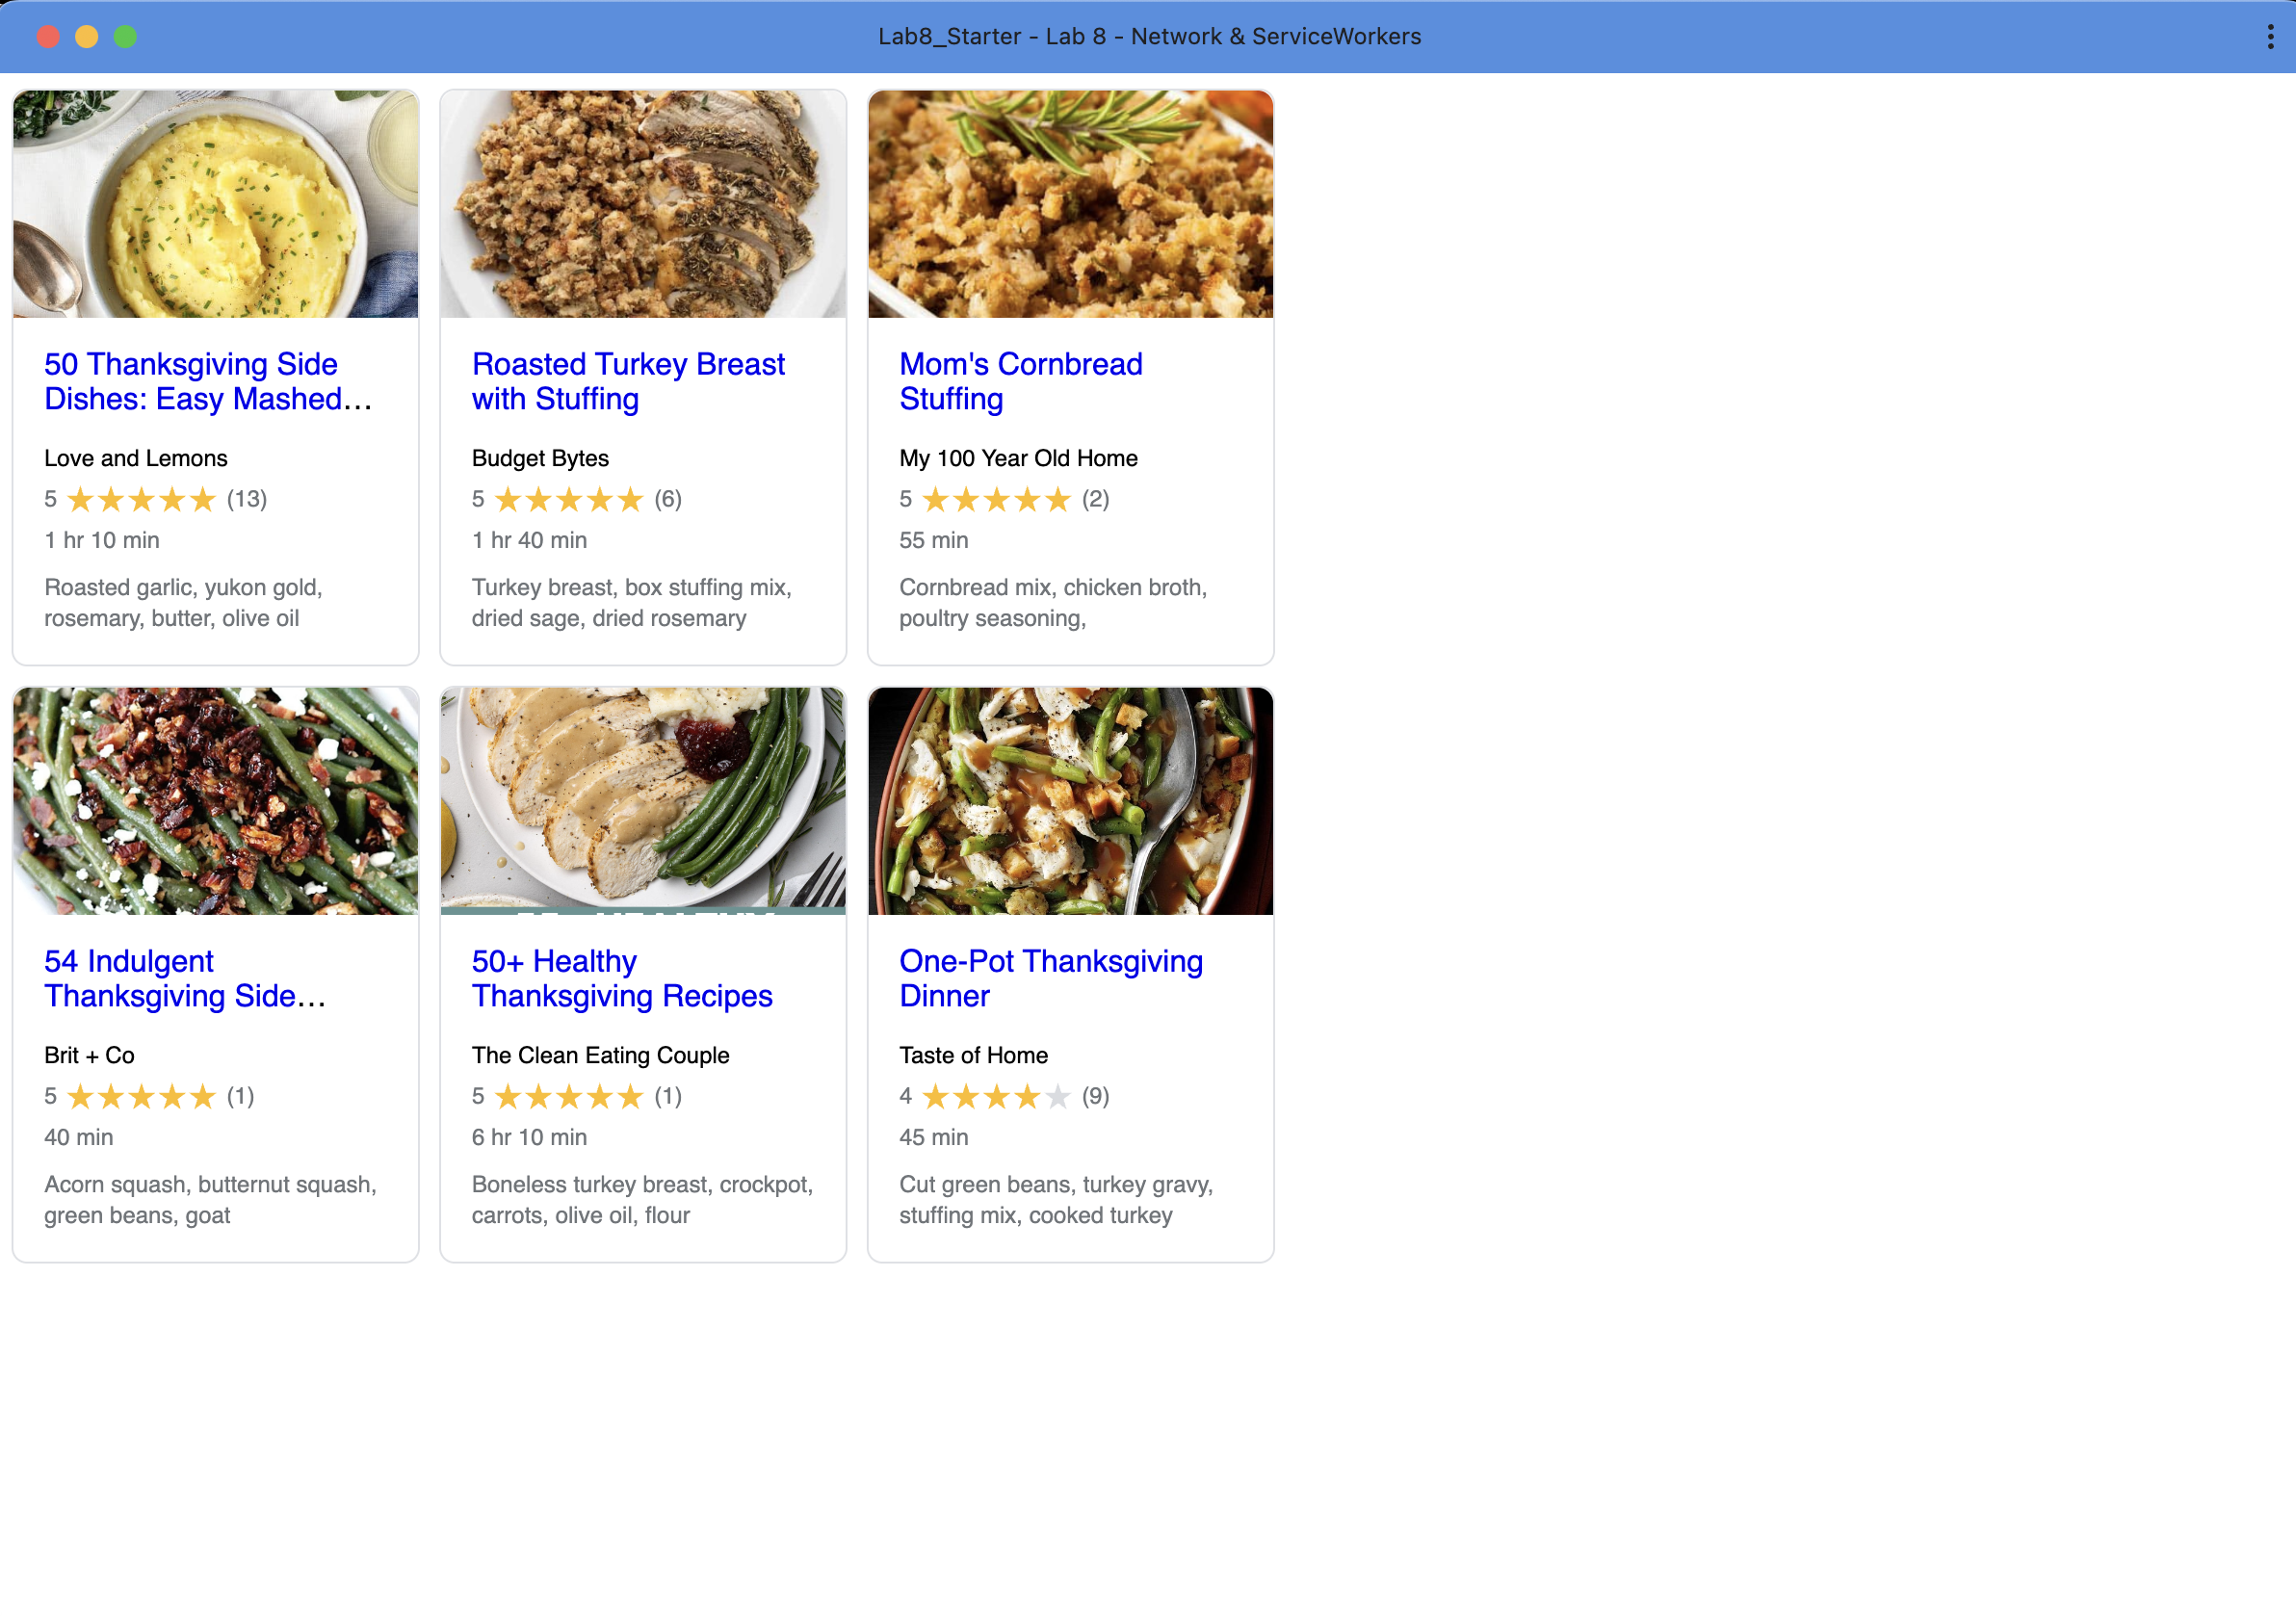 Lab8_Starter - Lab 8 - Network & ServiceWorkers
50 Thanksgiving Side
Dishes: Easy Mashed…
Love and Lemons
5 ★★★★★ (13)
1 hr 10 min
Roasted garlic, yukon gold,
rosemary, butter, olive oil
Roasted Turkey Breast
with Stuffing
Budget Bytes
5 ★★★★★ (6)
1 hr 40 min
Turkey breast, box stuffing mix,
dried sage, dried rosemary
Mom's Cornbread
Stuffing
My 100 Year Old Home
5 ★★★★★ (2)
55 min
Cornbread mix, chicken broth,
poultry seasoning,
54 Indulgent
Thanksgiving Side…
Brit + Co
5 ★★★★★ (1)
40 min
Acorn squash, butternut squash,
green beans, goat
50+ Healthy
Thanksgiving Recipes
The Clean Eating Couple
5 ★★★★★ (1)
6 hr 10 min
Boneless turkey breast, crockpot,
carrots, olive oil, flour
One-Pot Thanksgiving
Dinner
Taste of Home
4 ★★★★★ (9)
45 min
Cut green beans, turkey gravy,
stuffing mix, cooked turkey